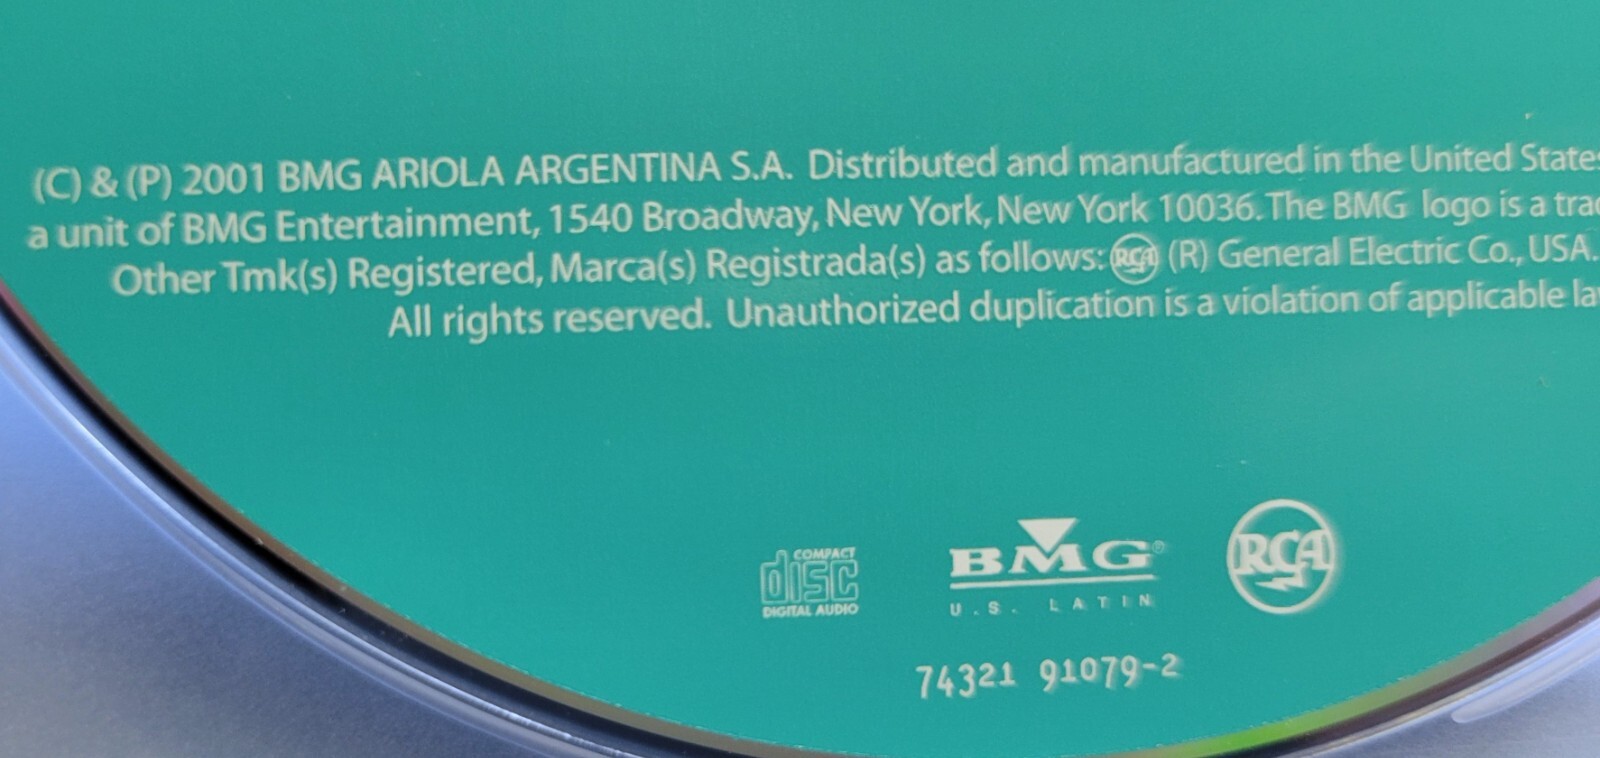 (C) & (P) 2001 BMG ARIOLA ARGENTINA S.A. Distributed and manufactured in the United
a unit of BMG Entertainment, 1540 Broadway, New York, New York 10036. The BMG logo is a
Other Tmk(s) Registered, Marca(s) Registrada(s) as follows: RCA (R) General Electric Co., USA.
All rights reserved. Unauthorized duplication is a violation of applicable
COMPACT
disc
DIGITAL AUDIO
BMG®
U.S. LATIN
RCA
74321 91079-2